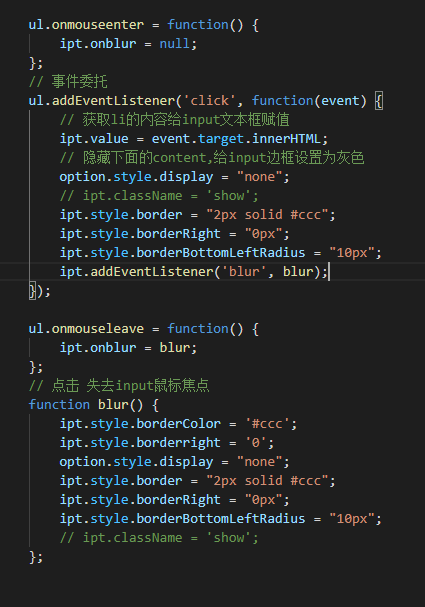 ul.onmouseenter = function() {
    ipt.onblur = null;
};
// 事件委托
ul.addEventListener('click', function(event) {
    // 获取li的内容给input文本框赋值
    ipt.value = event.target.innerHTML;
    // 隐藏下面的content,给input边框设置为灰色
    option.style.display = "none";
    // ipt.className = 'show';
    ipt.style.border = "2px solid #ccc";
    ipt.style.borderRight = "0px";
    ipt.style.borderBottomLeftRadius = "10px";
    ipt.addEventListener('blur', blur);
});

ul.onmouseleave = function() {
    ipt.onblur = blur;
};
// 点击 失去input鼠标焦点
function blur() {
    ipt.style.borderColor = '#ccc';
    ipt.style.borderright = '0';
    option.style.display = "none";
    ipt.style.border = "2px solid #ccc";
    ipt.style.borderRight = "0px";
    ipt.style.borderBottomLeftRadius = "10px";
    // ipt.className = 'show';
};